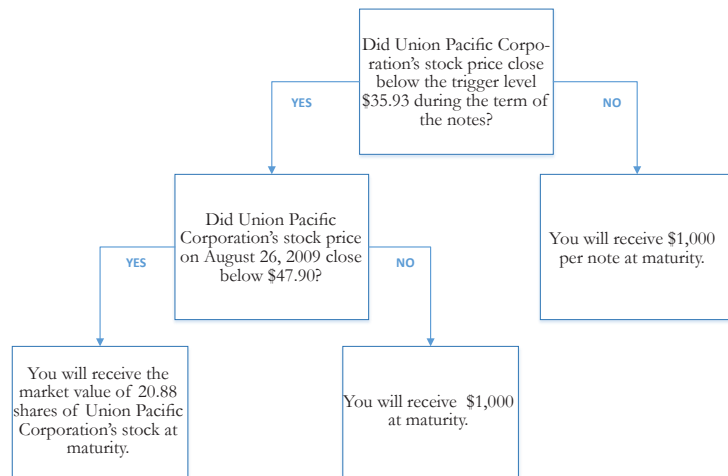 Did Union Pacific Corpo-
ration's stock price close
below the trigger level
$35.93 during the term of
the notes?
YES
NO
Did Union Pacific
Corporation's stock price
on August 26, 2009 close
below $47.90?
You will receive $1,000
per note at maturity.
YES
NO
You will receive the
market value of 20.88
shares of Union Pacific
Corporation's stock at
maturity.
You will receive $1,000
at maturity.